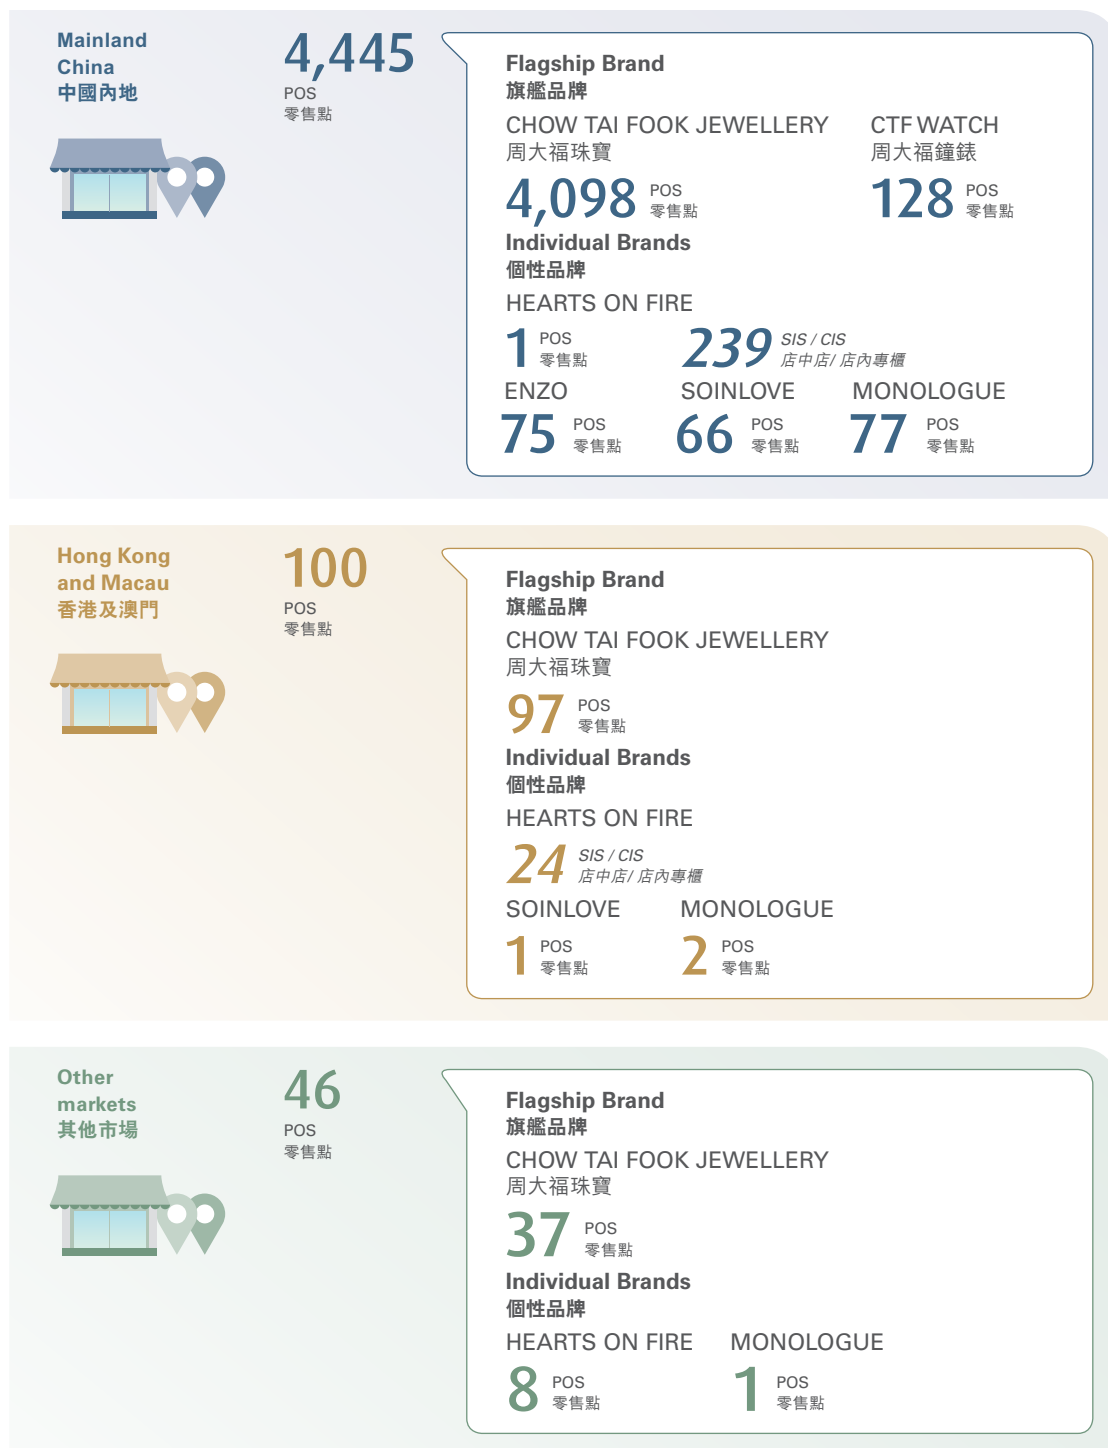 Mainland
China
中國內地
4,445
POS
零售點
Flagship Brand
旗艦品牌
CHOW TAI FOOK JEWELLERY
周大福珠寶
4,098 POS
零售點
CTF WATCH
周大福鐘錶
128 POS
零售點
Individual Brands
個性品牌
HEARTS ON FIRE
1 POS
零售點
239 SIS / CIS
店中店/ 店內專櫃
ENZO
75 POS
零售點
SOINLOVE
66 POS
零售點
MONOLOGUE
77 POS
零售點
Hong Kong
and Macau
香港及澳門
100
POS
零售點
Flagship Brand
旗艦品牌
CHOW TAI FOOK JEWELLERY
周大福珠寶
97 POS
零售點
Individual Brands
個性品牌
HEARTS ON FIRE
24 SIS / CIS
店中店/ 店內專櫃
SOINLOVE
1 POS
零售點
MONOLOGUE
2 POS
零售點
Other
markets
其他市場
46
POS
零售點
Flagship Brand
旗艦品牌
CHOW TAI FOOK JEWELLERY
周大福珠寶
37 POS
零售點
Individual Brands
個性品牌
HEARTS ON FIRE
8 POS
零售點
MONOLOGUE
1 POS
零售點